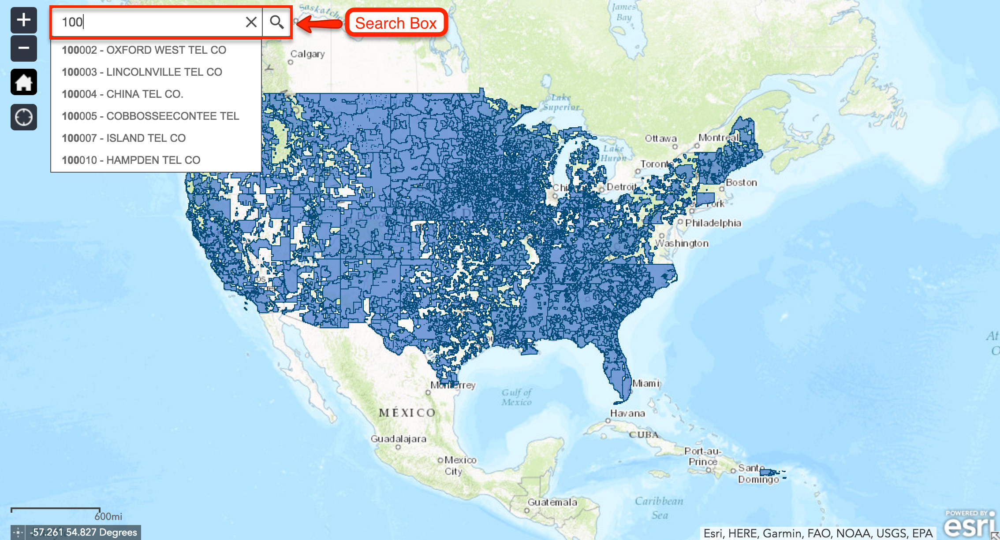 100
Search Box
100002 - OXFORD WEST TEL CO
100003 - LINCOLNVILLE TEL CO
100004 - CHINA TEL CO.
100005 - COBBOSSEECONTEE TEL
100007 - ISLAND TEL CO
100010 - HAMPDEN TEL CO
James
Bay
Calgary
Lake
Superior
Ottawa
Montreal
Lake
Huron
Toronto
Boston
Detroit
York
Philadelphia
Washington
Miami
Gulf of
Mexico
MÉXICO
Havana
CUBA
Guadalajara
Mexico
City
Port-au-
Prince
Santo
Domingo
Guatemala
Caribbean
Sea
600mi
-57.261 54.827 Degrees
Esri, HERE, Garmin, FAO, NOAA, USGS, EPA
POWERED BY
esri